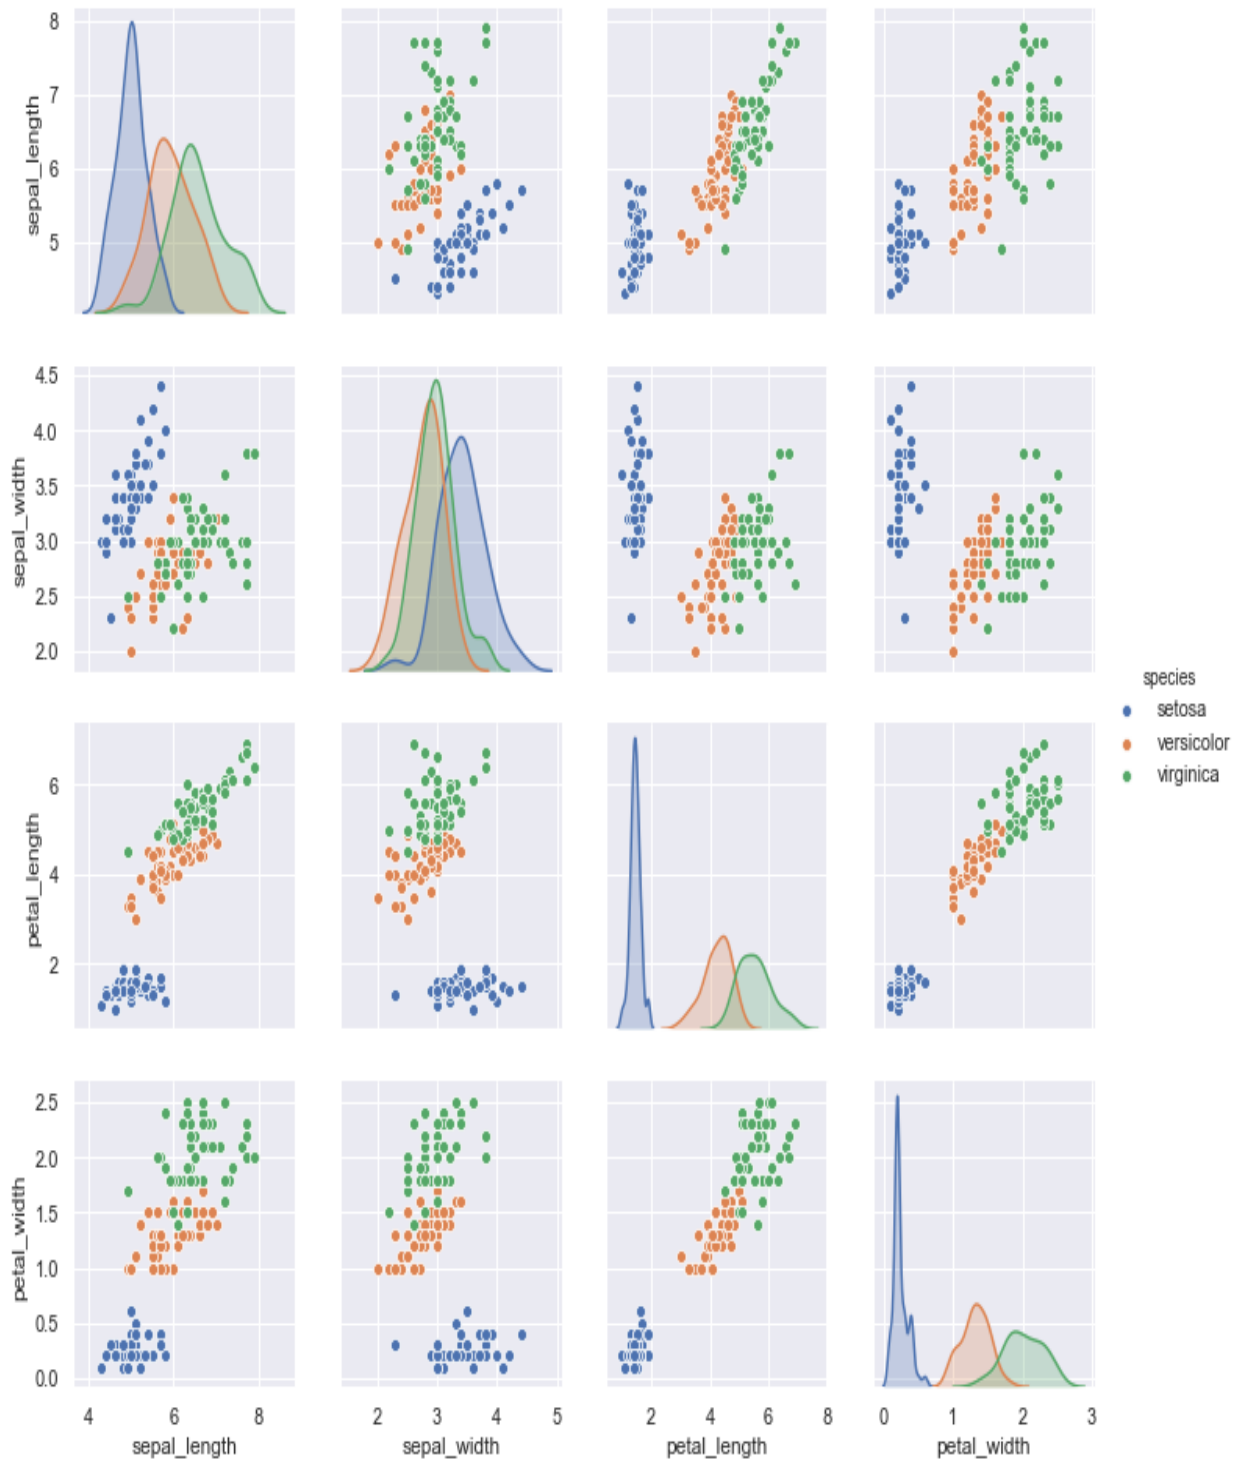 sepal_length
8
7
6
5
sepal_width
4.5
4.0
3.5
3.0
2.5
2.0
species
setosa
versicolor
virginica
petal_length
6
4
2
petal_width
2.5
2.0
1.5
1.0
0.5
0.0
4 6 8
2 3 4 5
2 4 6 8
0 1 2 3
sepal_length
sepal_width
petal_length
petal_width